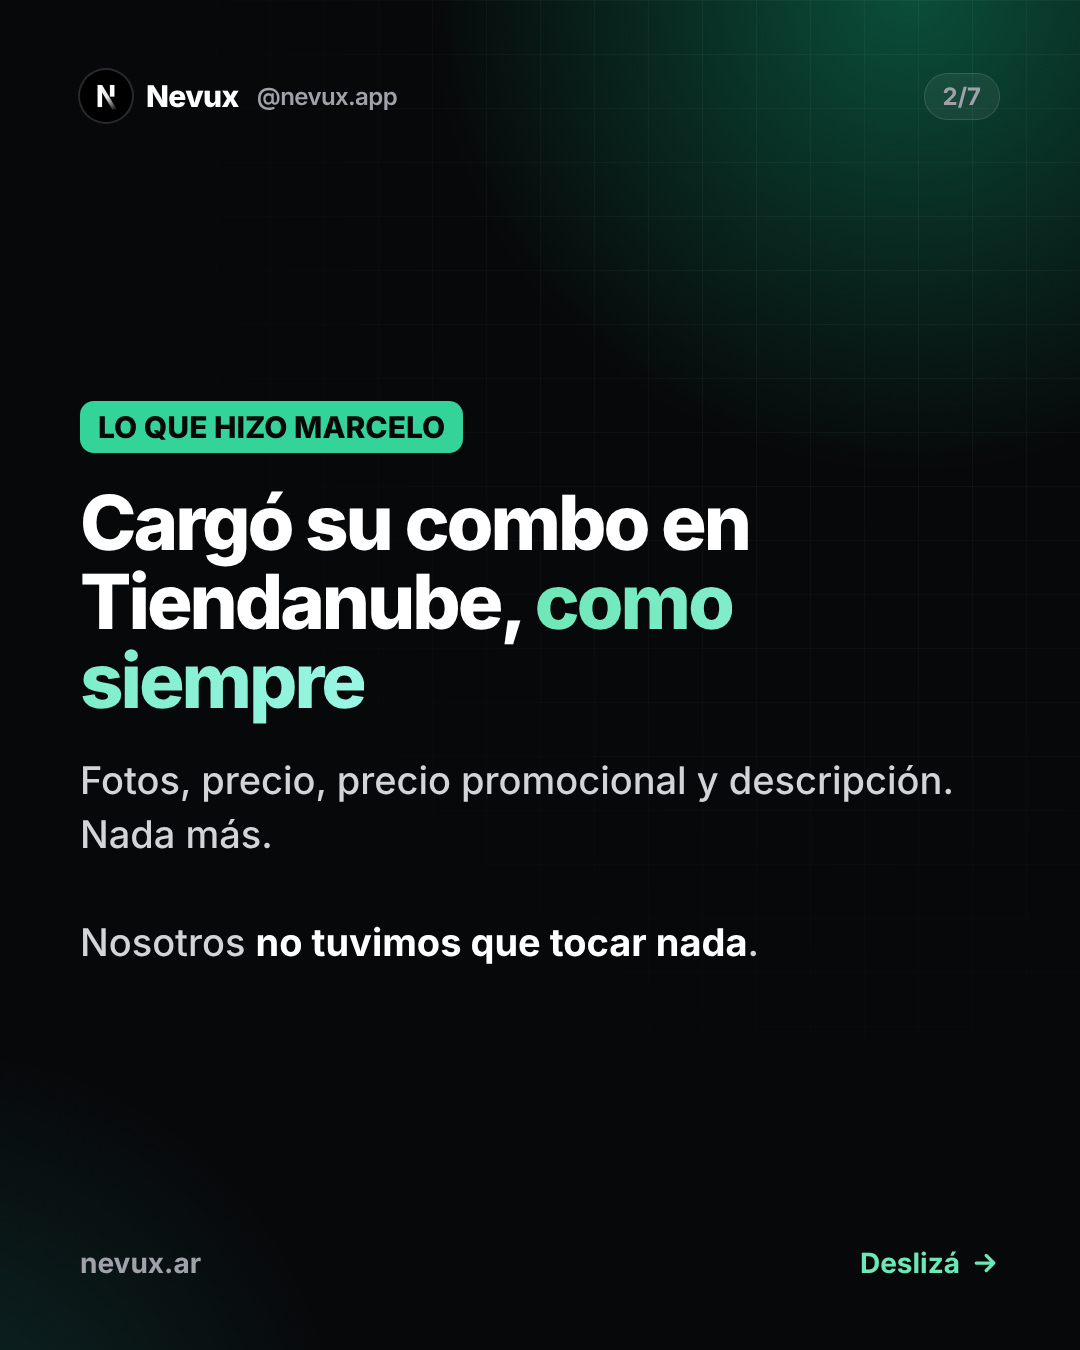 N Nevux @nevux.app 2/7
LO QUE HIZO MARCELO
Cargó su combo en
Tiendanube, como
siempre
Fotos, precio, precio promocional y descripción.
Nada más.
Nosotros no tuvimos que tocar nada.
nevux.ar Deslizá →